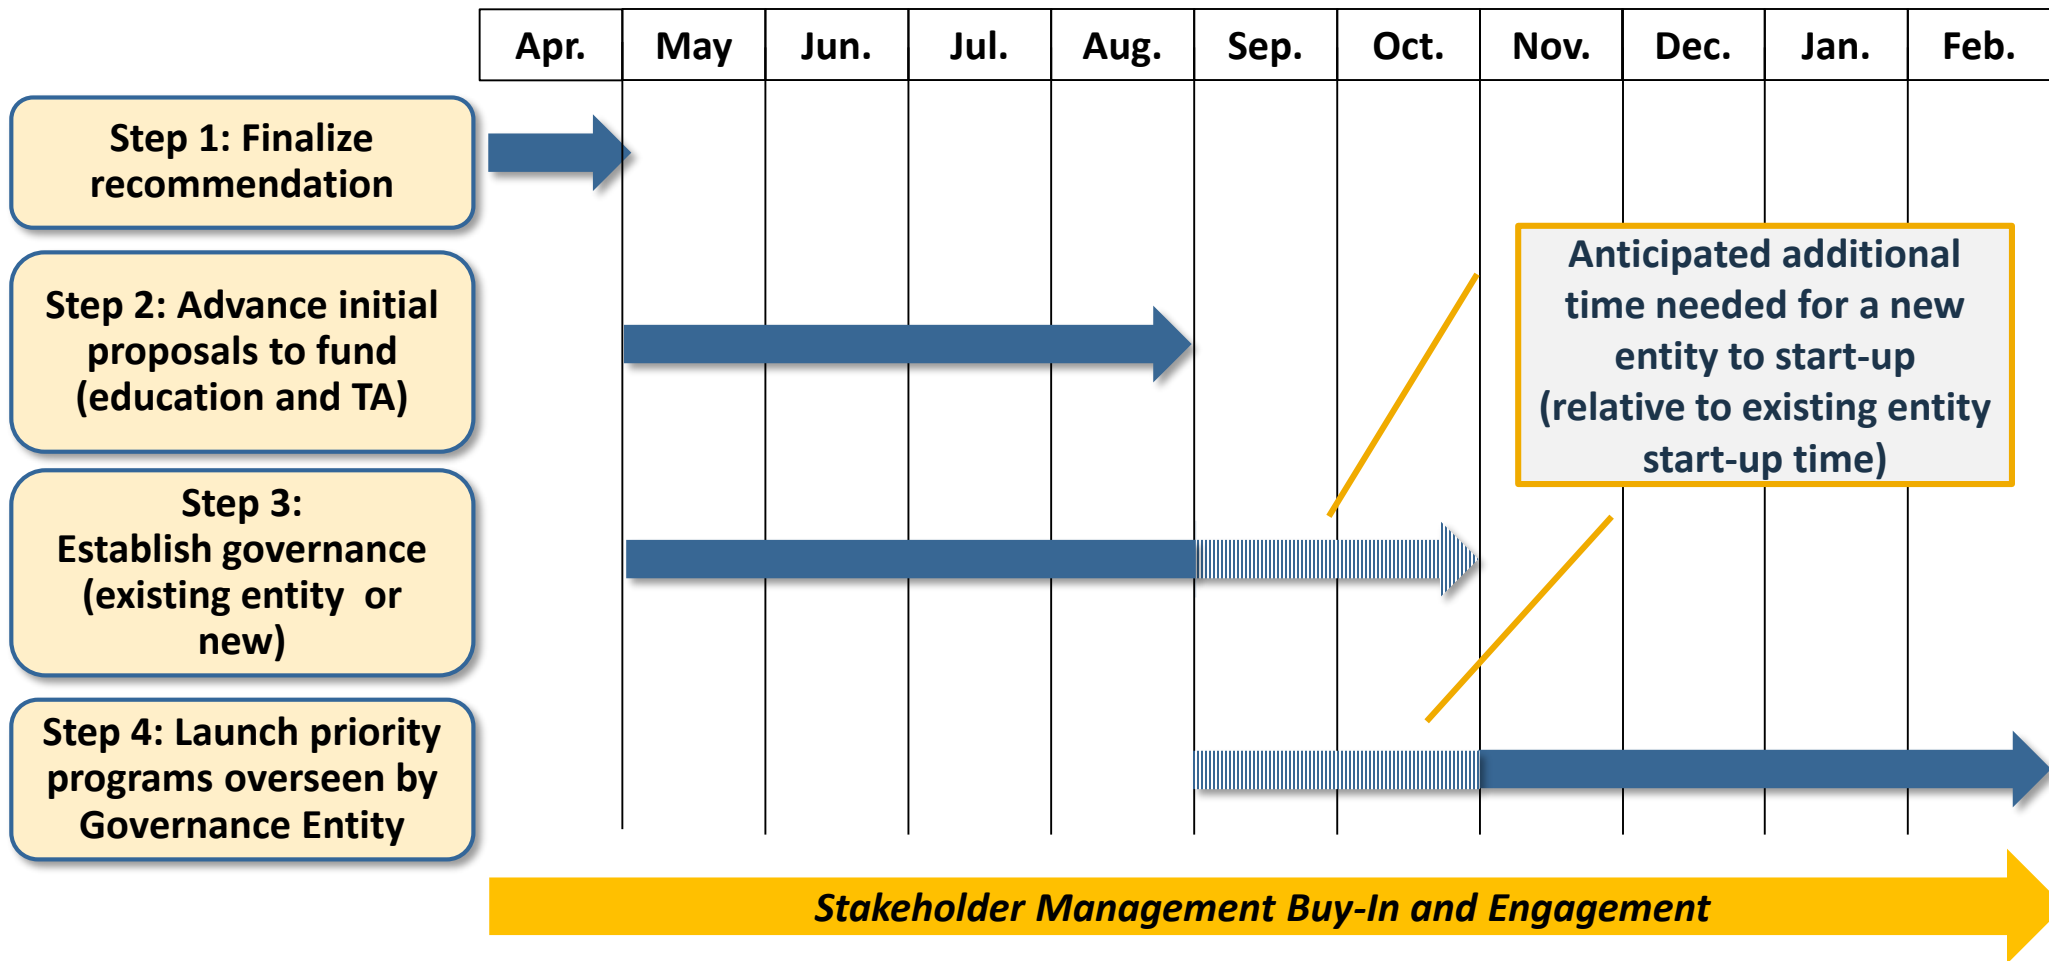 Apr. May Jun. Jul. Aug. Sep. Oct. Nov. Dec. Jan. Feb.
Step 1: Finalize
recommendation
Step 2: Advance initial
proposals to fund
(education and TA)
Anticipated additional
time needed for a new
entity to start-up
(relative to existing entity
start-up time)
Step 3:
Establish governance
(existing entity or
new)
Step 4: Launch priority
programs overseen by
Governance Entity
Stakeholder Management Buy-In and Engagement